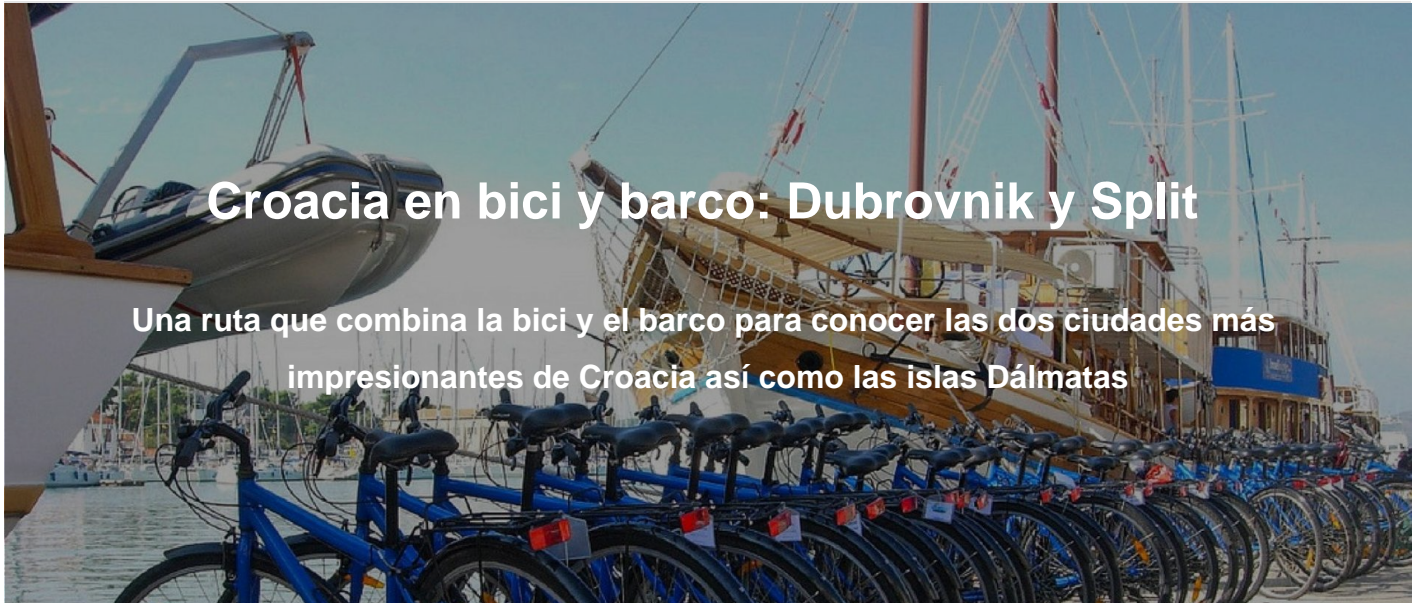 Croacia en bici y barco: Dubrovnik y Split
Una ruta que combina la bici y el barco para conocer las dos ciudades más
impresionantes de Croacia así como las islas Dálmatas